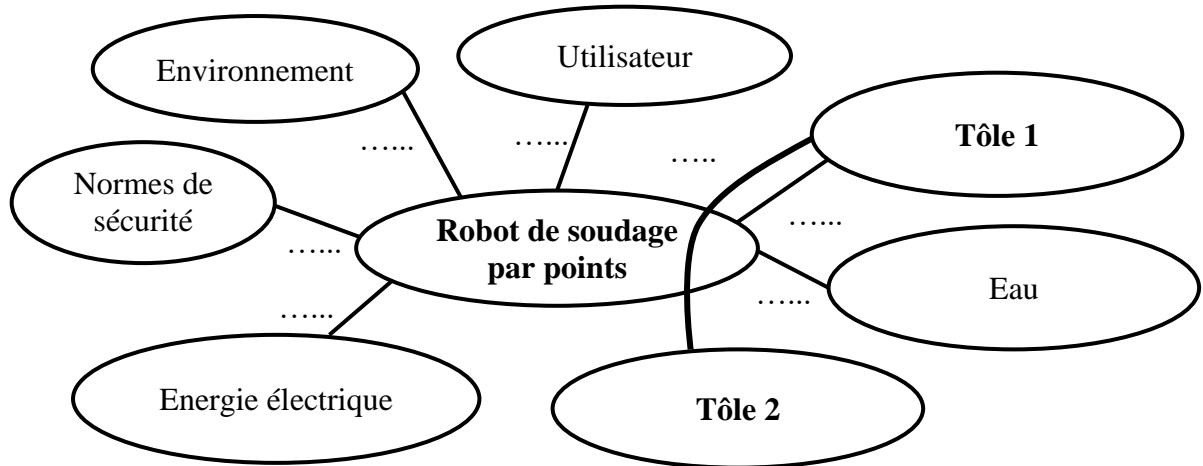 Environnement
Utilisateur
Tôle 1
…...
…...
…..
Normes de
sécurité
Robot de soudage
par points
…...
…...
Eau
…...
…...
Energie électrique
Tôle 2